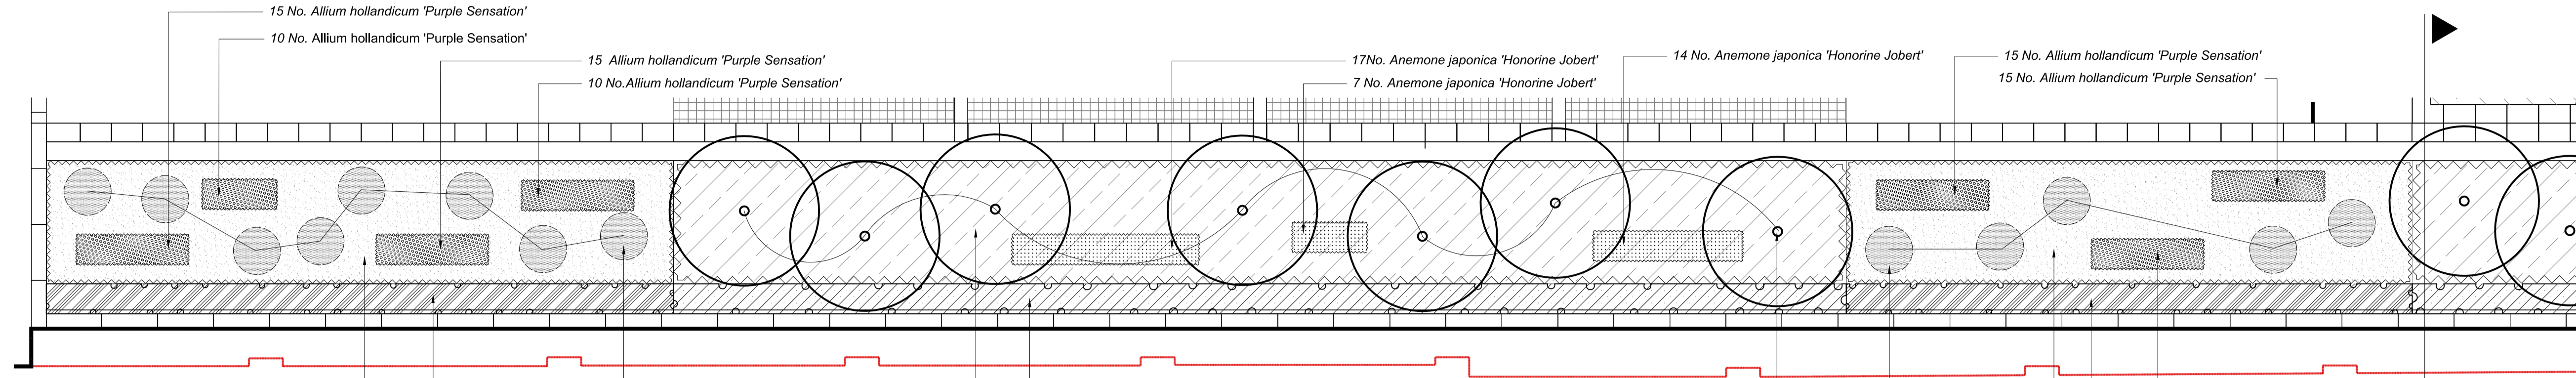 15 No. Allium hollandicum 'Purple Sensation'
10 No. Allium hollandicum 'Purple Sensation'
15 Allium hollandicum 'Purple Sensation'
10 No.Allium hollandicum 'Purple Sensation'
17No. Anemone japonica 'Honorine Jobert'
7 No. Anemone japonica 'Honorine Jobert'
14 No. Anemone japonica 'Honorine Jobert'
15 No. Allium hollandicum 'Purple Sensation'
15 No. Allium hollandicum 'Purple Sensation'